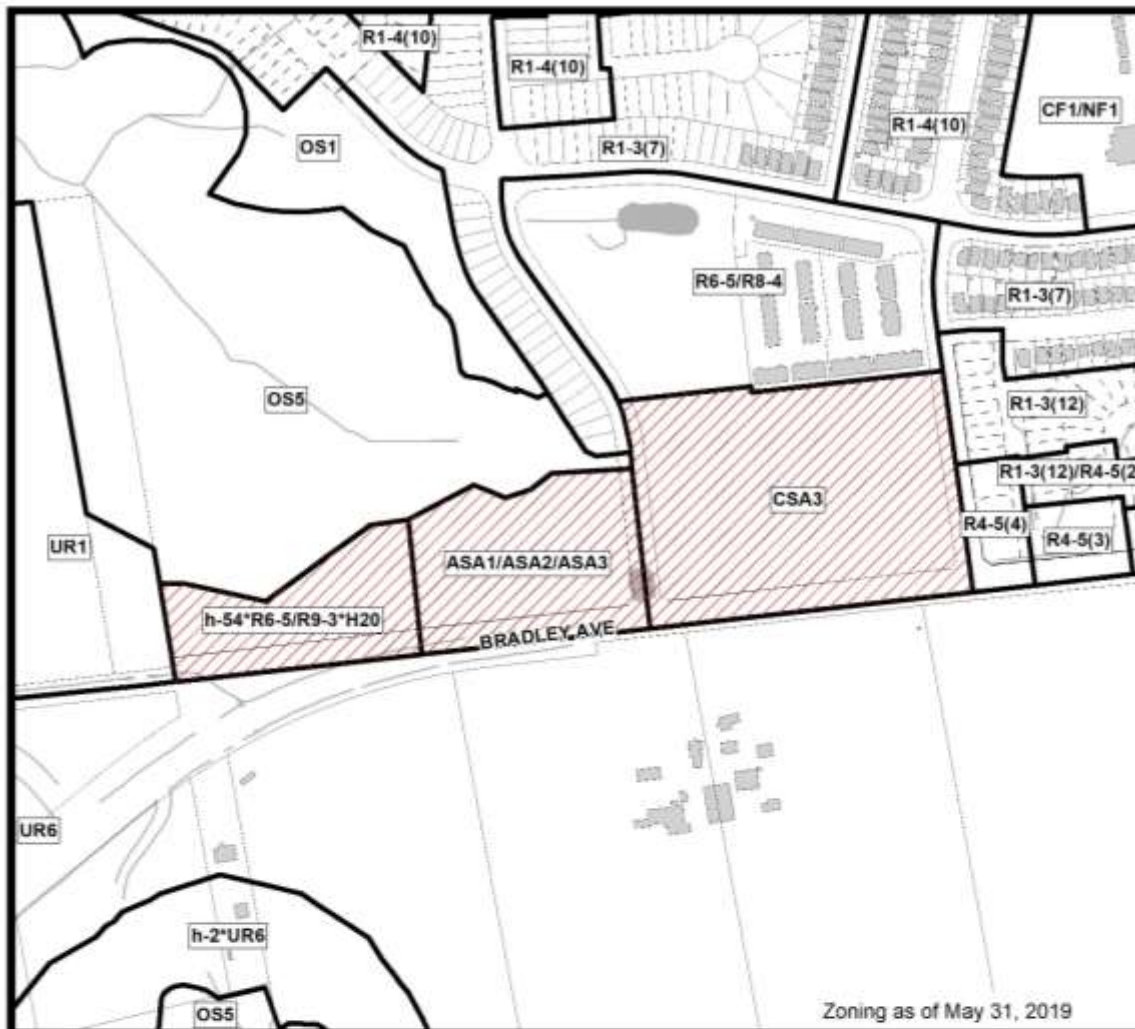 R1-4(10)
R1-4(10)
CF1/NF1
R1-4(10)
OS1
R1-3(7)
R6-5/R8-4
R1-3(7)
OS5
R1-3(12)
R1-3(12)/R4-5(2
CSA3
R4-5(4)
R4-5(3)
UR1
ASA1/ASA2/ASA3
h-54*R6-5/R9-3*H20
BRADLEY AVE
UR6
h-2*UR6
OS5
Zoning as of May 31, 2019